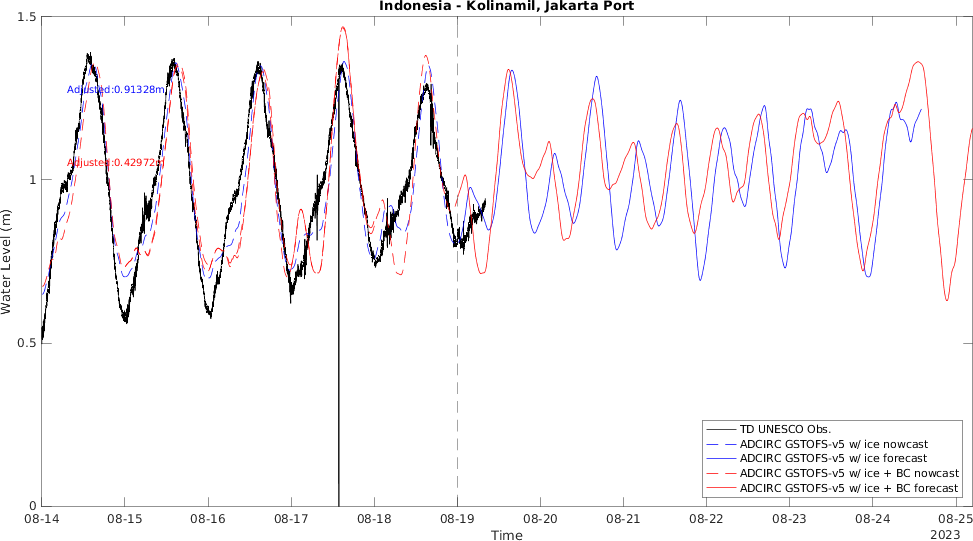 Indonesia - Kolinamil, Jakarta Port
1.5
1
0.5
0
Water Level (m)
Adjusted:0.91328m
Adjusted:0.42972m
TD UNESCO Obs.
ADCIRC GSTOFS-v5 w/ ice nowcast
ADCIRC GSTOFS-v5 w/ ice forecast
ADCIRC GSTOFS-v5 w/ ice + BC nowcast
ADCIRC GSTOFS-v5 w/ ice + BC forecast
08-14 08-15 08-16 08-17 08-18 08-19 08-20 08-21 08-22 08-23 08-24 08-25
Time
2023